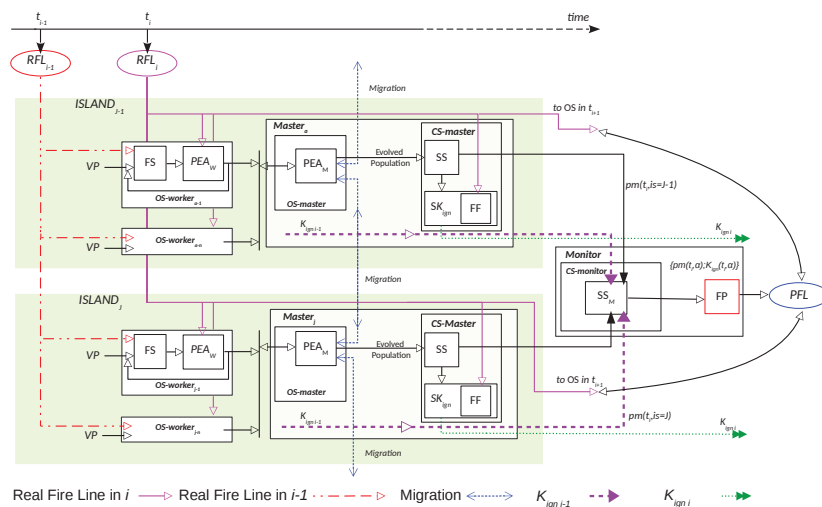 t i-1 t i time
RFL i-1 RFL i
Migration
ISLAND J-1
to OS in t i+1
Master a CS-master
VP FS PEA W PEA M Evolved Population SS
OS-worker a-1 OS-master SK ign FF
pm(t i, is=J-1)
VP OS-worker a-n K ign i-1 K ign i
Monitor
CS-monitor {pm(t i,a);K ign(t i,a)}
Migration
SS M FP PFL
ISLAND J
Master j CS-Master
VP FS PEA W PEA M Evolved Population SS
OS-worker j-1 OS-master SK ign FF
to OS in t i+1
VP OS-worker j-n K ign i-1 pm(t i, is=J) K ign i
Migration
Real Fire Line in i Real Fire Line in i-1 Migration K ign i-1 K ign i